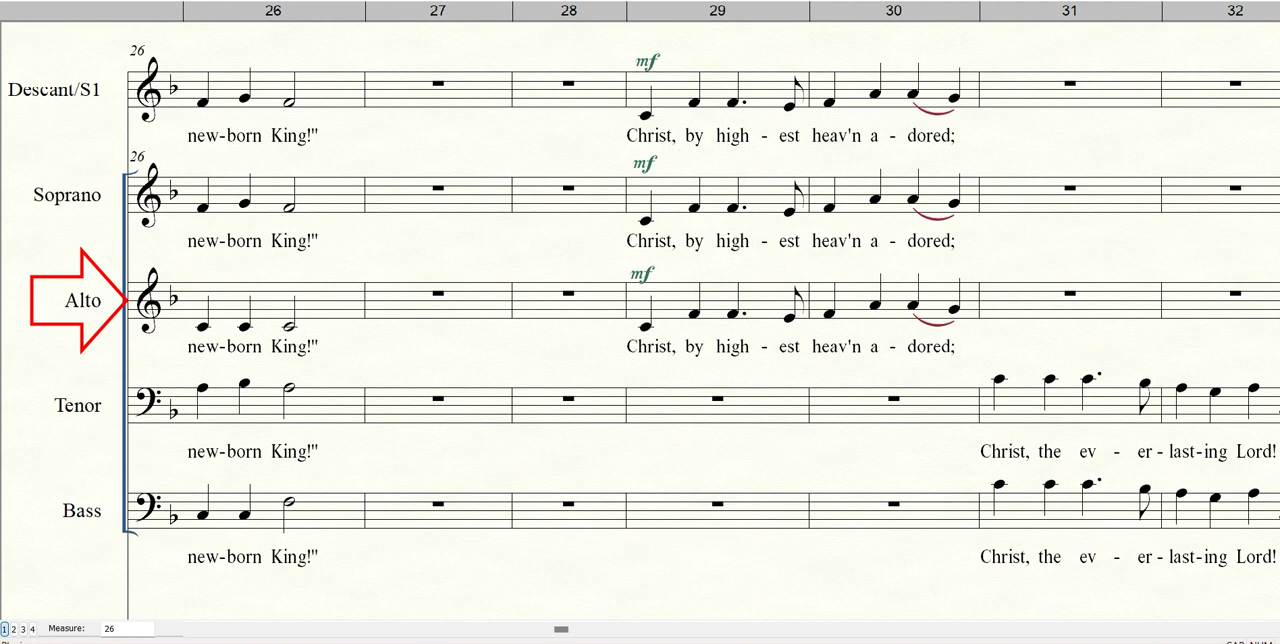 26 27 28 29 30 31 32
26
mf
Descant/S1
new-born King!" Christ, by high - est heav'n a - dored;
26
mf
Soprano
new-born King!" Christ, by high - est heav'n a - dored;
mf
Alto
new-born King!" Christ, by high - est heav'n a - dored;
Tenor
new-born King!" Christ, the ev - er - last-ing Lord!
Bass
new-born King!" Christ, the ev - er - last-ing Lord!
1 2 3 4 Measure: 26